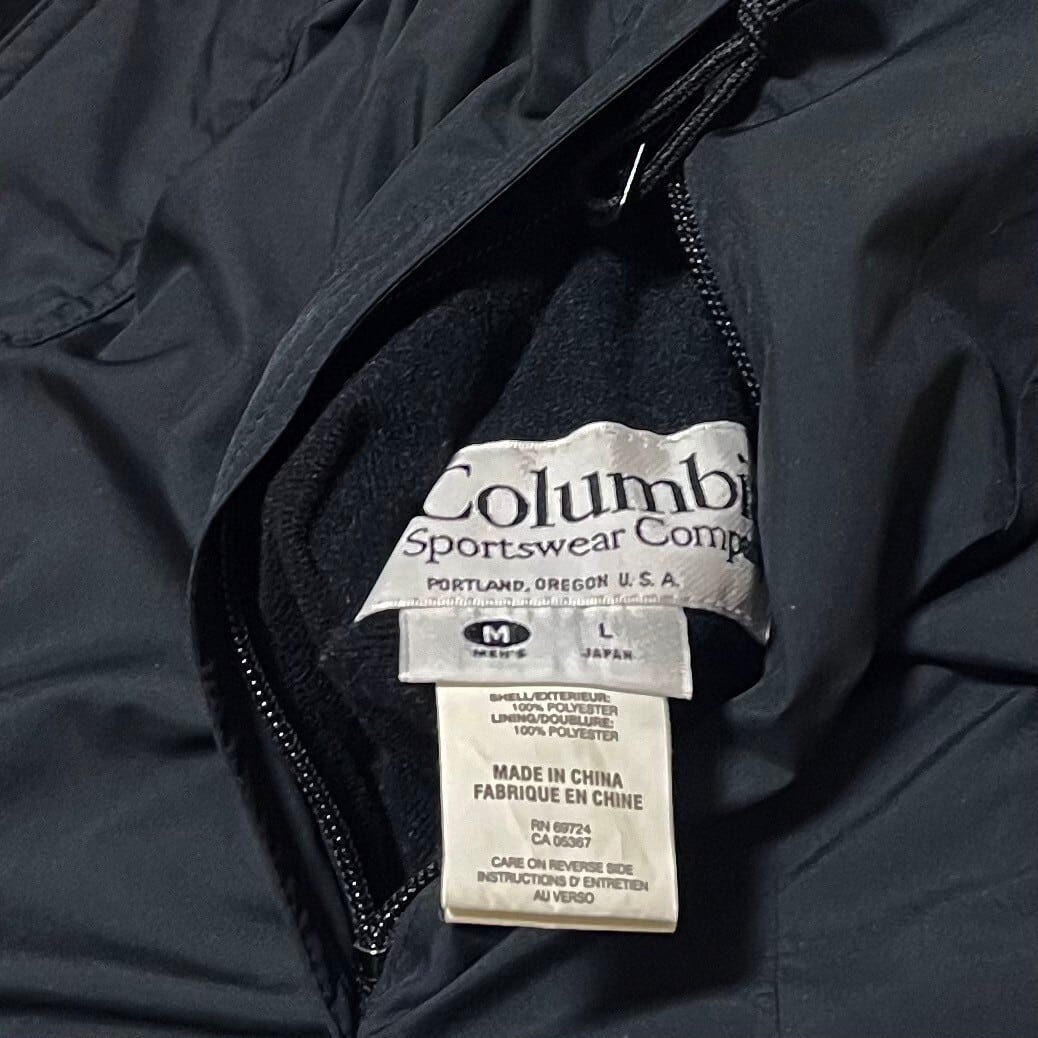 Columbi
Sportswear Compa
PORTLAND, OREGON U.S.A.
M L
MEN'S JAPAN
SHELL/EXTERIEUR:
100% POLYESTER
LINING/DOUBLURE:
100% POLYESTER
MADE IN CHINA
FABRIQUE EN CHINE
RN 69724
CA 05367
CARE ON REVERSE SIDE
INSTRUCTIONS D' ENTRETIEN
AU VERSO